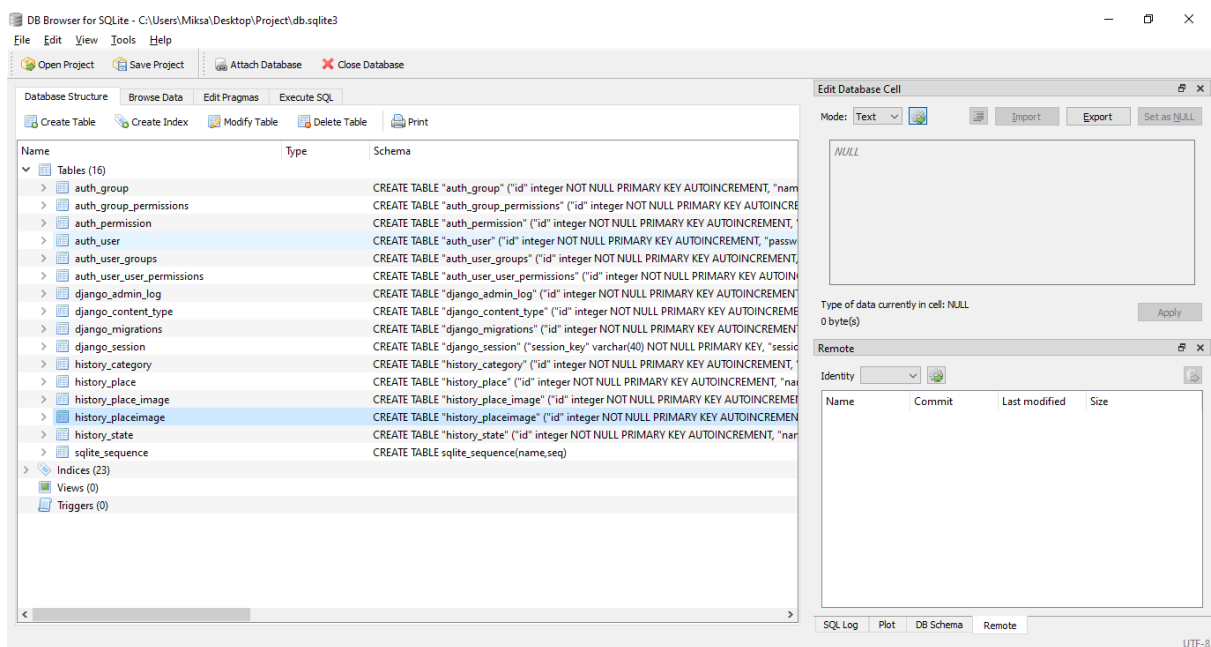 DB Browser for SQLite - C:\Users\Miksa\Desktop\Project\db.sqlite3
File Edit View Tools Help
Open Project Save Project Attach Database Close Database
Database Structure Browse Data Edit Pragmas Execute SQL
Create Table Create Index Modify Table Delete Table Print
Name Type Schema
Tables (16)
auth_group CREATE TABLE "auth_group" ("id" integer NOT NULL PRIMARY KEY AUTOINCREMENT, "nam
auth_group_permissions CREATE TABLE "auth_group_permissions" ("id" integer NOT NULL PRIMARY KEY AUTOINCRE
auth_permission CREATE TABLE "auth_permission" ("id" integer NOT NULL PRIMARY KEY AUTOINCREMENT, "
auth_user CREATE TABLE "auth_user" ("id" integer NOT NULL PRIMARY KEY AUTOINCREMENT, "passw
auth_user_groups CREATE TABLE "auth_user_groups" ("id" integer NOT NULL PRIMARY KEY AUTOINCREMENT,
auth_user_user_permissions CREATE TABLE "auth_user_user_permissions" ("id" integer NOT NULL PRIMARY KEY AUTOIN
django_admin_log CREATE TABLE "django_admin_log" ("id" integer NOT NULL PRIMARY KEY AUTOINCREMENT
django_content_type CREATE TABLE "django_content_type" ("id" integer NOT NULL PRIMARY KEY AUTOINCREME
django_migrations CREATE TABLE "django_migrations" ("id" integer NOT NULL PRIMARY KEY AUTOINCREMEN
django_session CREATE TABLE "django_session" ("session_key" varchar(40) NOT NULL PRIMARY KEY, "sessic
history_category CREATE TABLE "history_category" ("id" integer NOT NULL PRIMARY KEY AUTOINCREMENT, "
history_place CREATE TABLE "history_place" ("id" integer NOT NULL PRIMARY KEY AUTOINCREMENT, "nai
history_place_image CREATE TABLE "history_place_image" ("id" integer NOT NULL PRIMARY KEY AUTOINCREME
history_placeimage CREATE TABLE "history_placeimage" ("id" integer NOT NULL PRIMARY KEY AUTOINCREMEN
history_state CREATE TABLE "history_state" ("id" integer NOT NULL PRIMARY KEY AUTOINCREMENT, "nar
sqlite_sequence CREATE TABLE sqlite_sequence(name,seq)
Indices (23)
Views (0)
Triggers (0)
Edit Database Cell
Mode: Text Import Export Set as NULL
NULL
Type of data currently in cell: NULL
0 byte(s)
Apply
Remote
Identity
Name Commit Last modified Size
SQL Log Plot DB Schema Remote
UTF-8